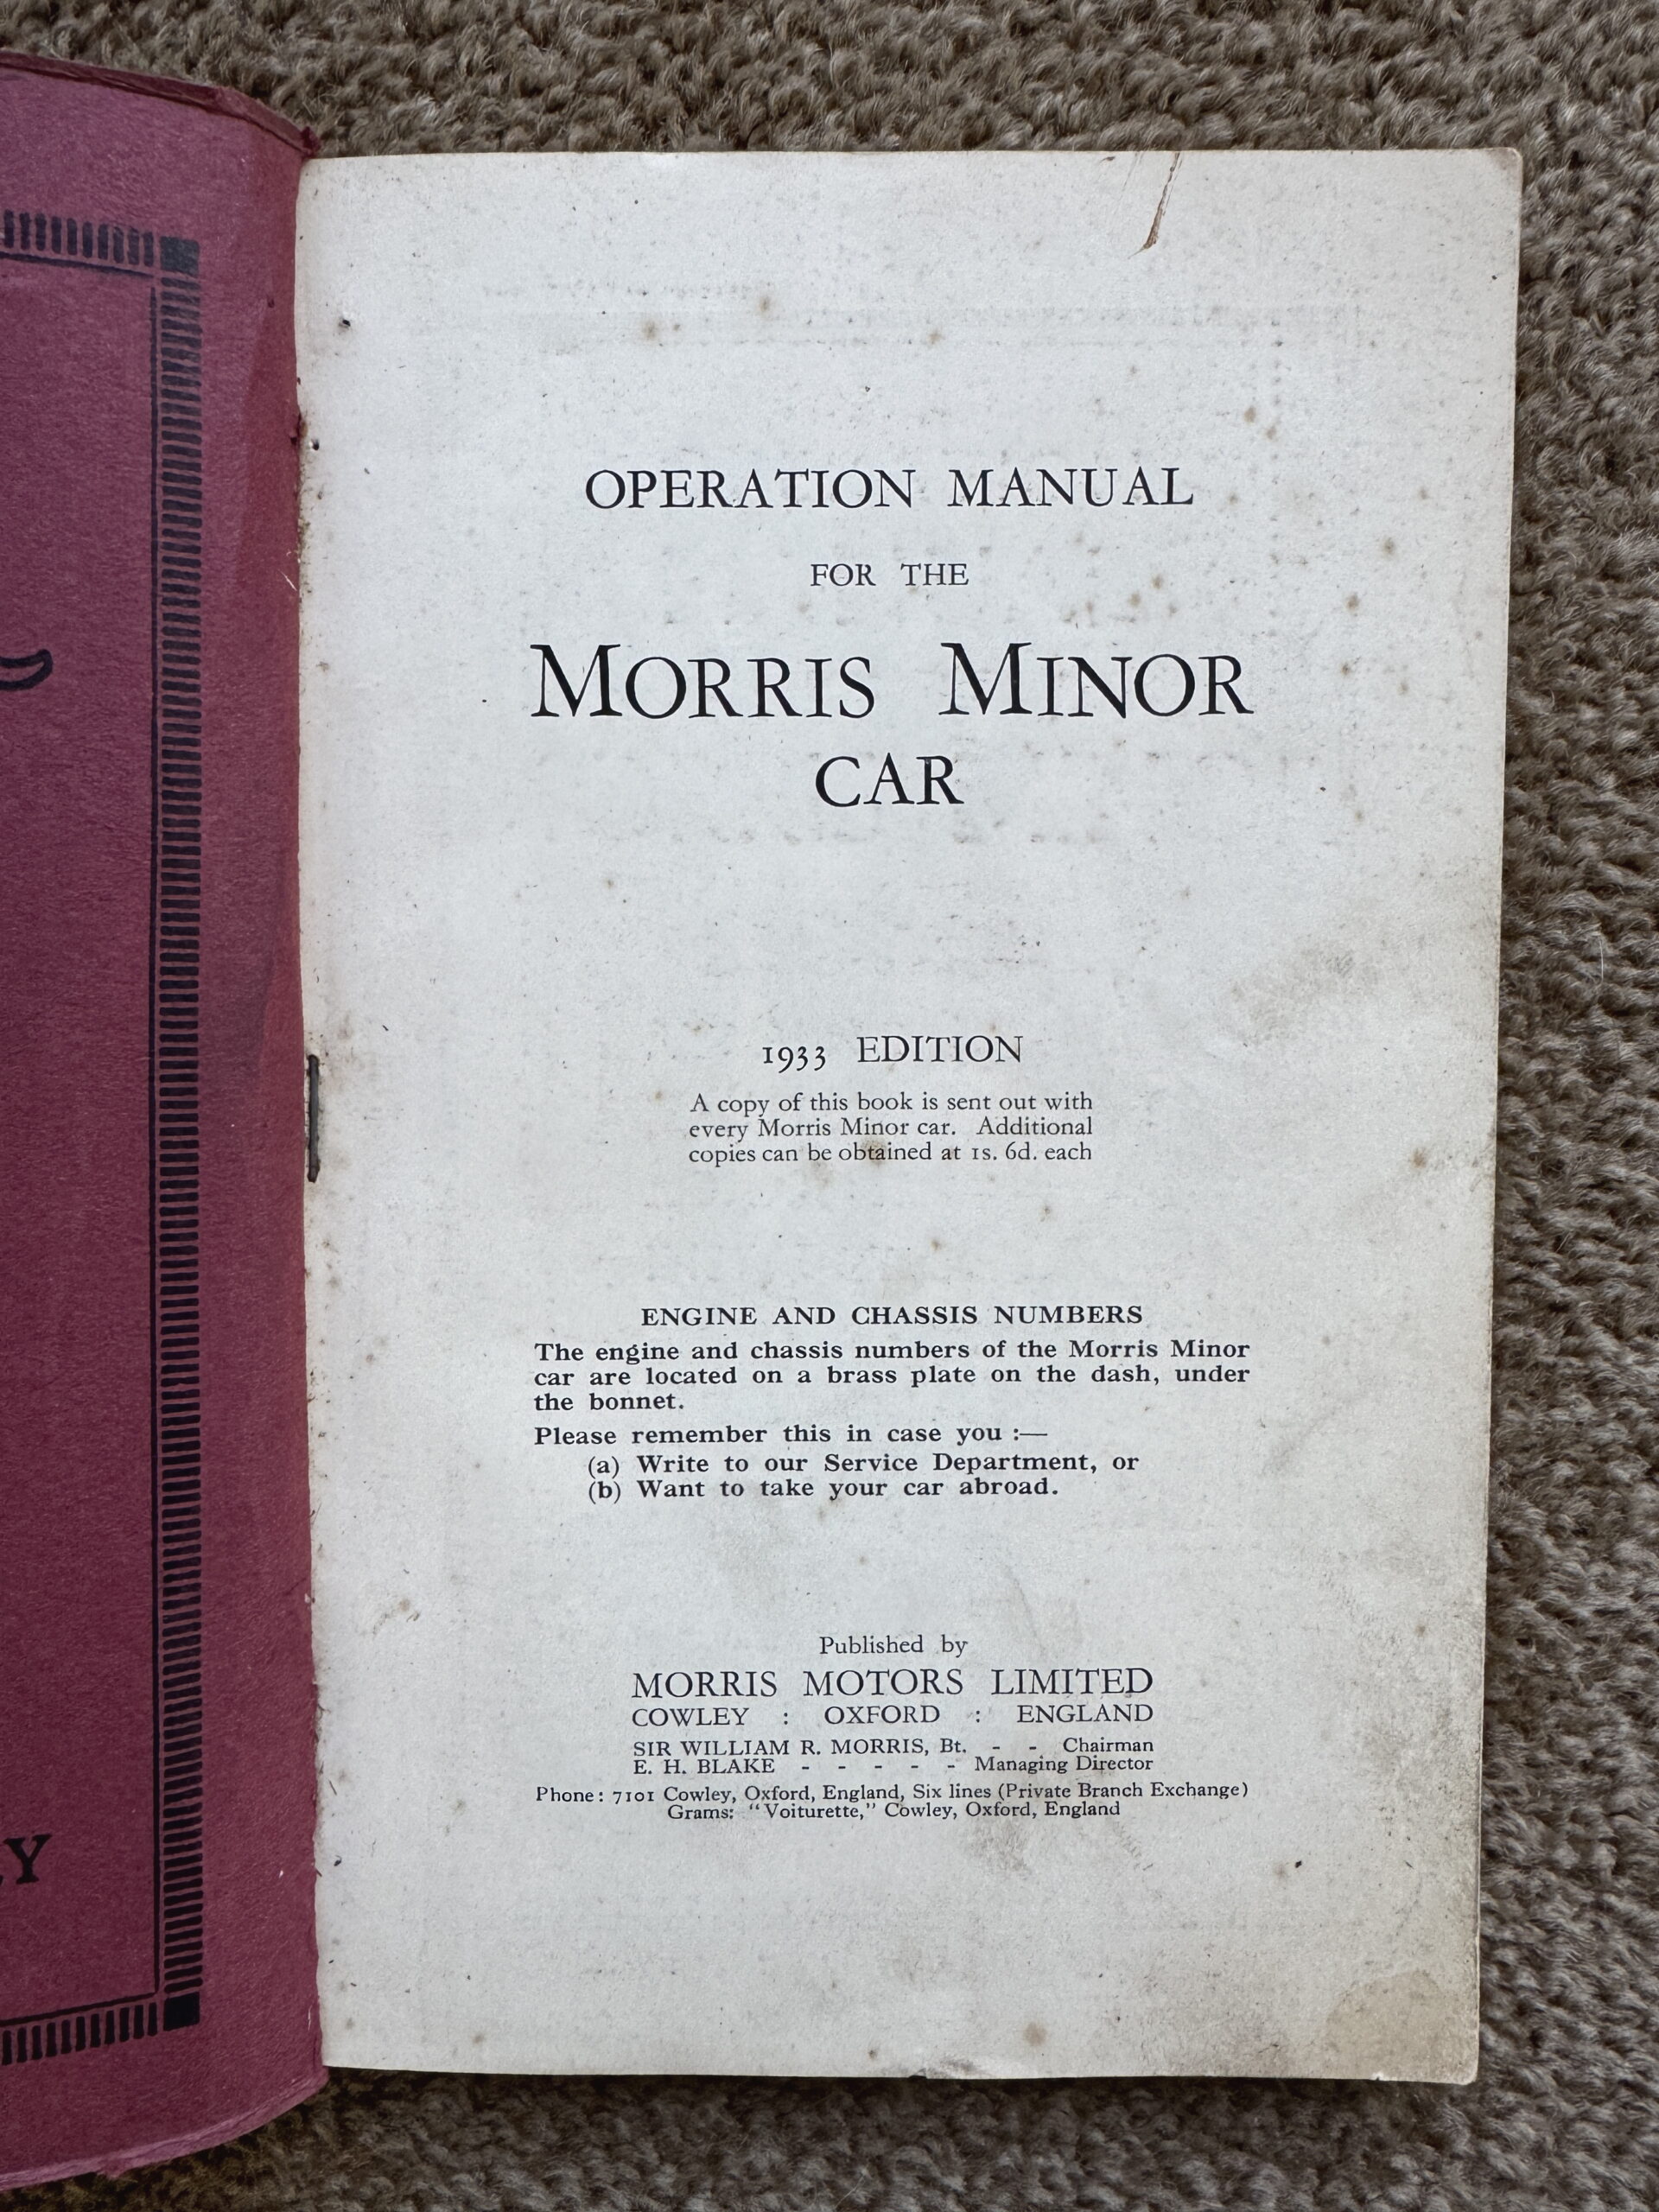 OPERATION MANUAL
FOR THE
MORRIS MINOR
CAR
1933 EDITION
A copy of this book is sent out with
every Morris Minor car. Additional
copies can be obtained at 1s. 6d. each
ENGINE AND CHASSIS NUMBERS
The engine and chassis numbers of the Morris Minor
car are located on a brass plate on the dash, under
the bonnet.
Please remember this in case you :—
(a) Write to our Service Department, or
(b) Want to take your car abroad.
Published by
MORRIS MOTORS LIMITED
COWLEY : OXFORD : ENGLAND
SIR WILLIAM R. MORRIS, Bt. - - Chairman
E. H. BLAKE - - - - - Managing Director
Phone: 7101 Cowley, Oxford, England, Six lines (Private Branch Exchange)
Grams: "Voiturette," Cowley, Oxford, England